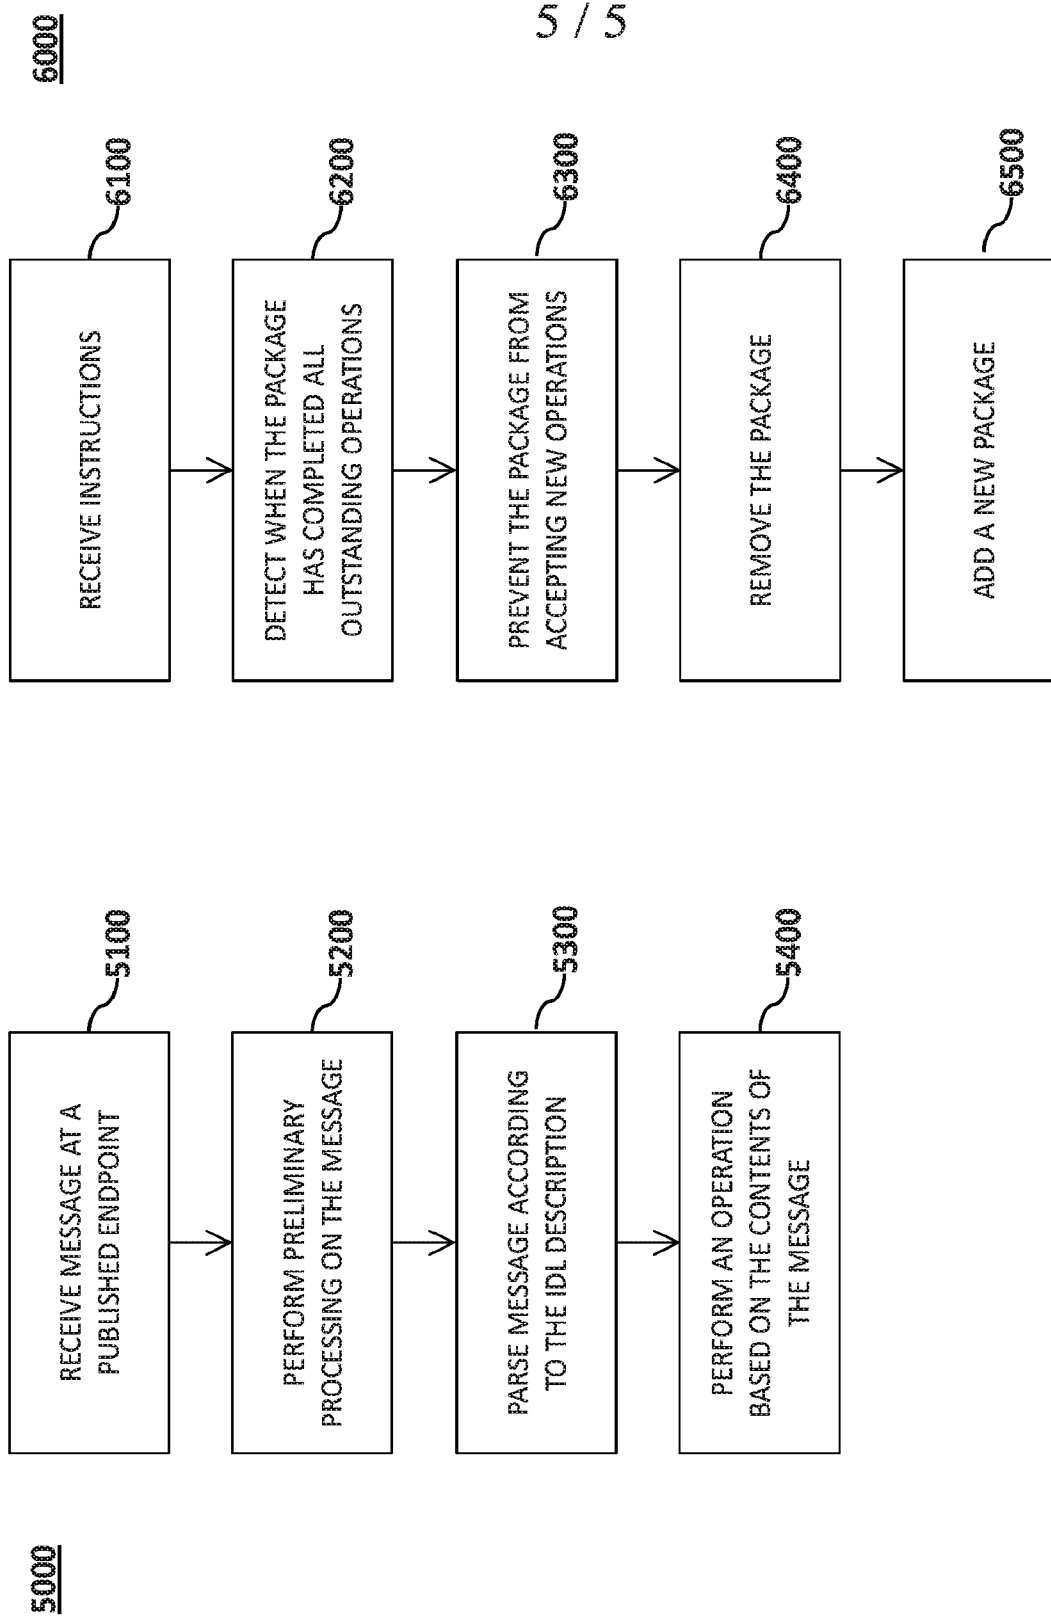 5 / 5
5000
RECEIVE MESSAGE AT A
PUBLISHED ENDPOINT
5100
PERFORM PRELIMINARY
PROCESSING ON THE MESSAGE
5200
PARSE MESSAGE ACCORDING
TO THE IDL DESCRIPTION
5300
PERFORM AN OPERATION
BASED ON THE CONTENTS OF
THE MESSAGE
5400
6000
RECEIVE INSTRUCTIONS
6100
DETECT WHEN THE PACKAGE
HAS COMPLETED ALL
OUTSTANDING OPERATIONS
6200
PREVENT THE PACKAGE FROM
ACCEPTING NEW OPERATIONS
6300
REMOVE THE PACKAGE
6400
ADD A NEW PACKAGE
6500